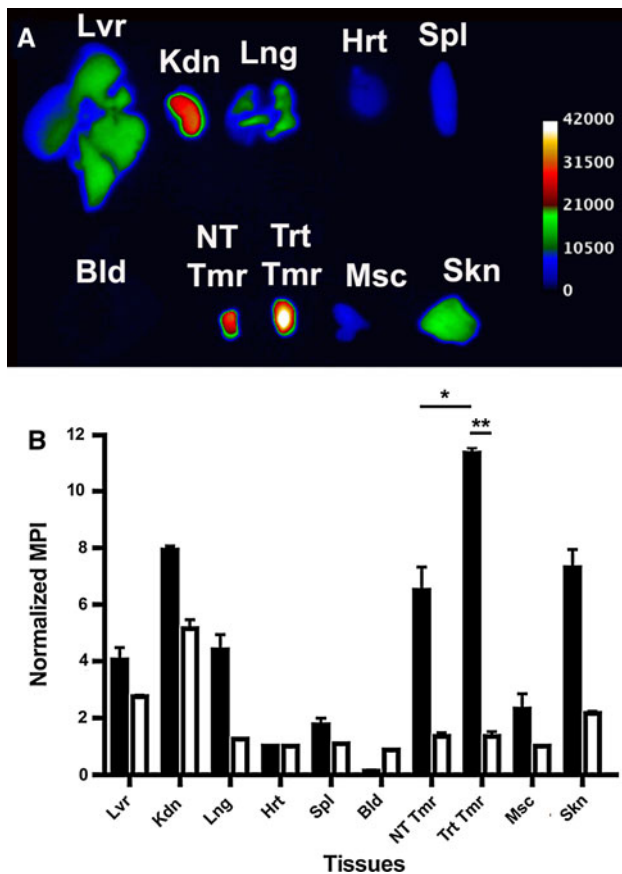 A
Lvr
Kdn
Lng
Hrt
Spl
42000
31500
21000
10500
0
Bld
NT
Tmr
Trt
Tmr
Msc
Skn
B
*
**
12
10
8
6
4
2
0
Normalized MPI
Lvr
Kdn
Lng
Hrt
Spl
Bld
NT Tmr
Trt Tmr
Msc
Skn
Tissues